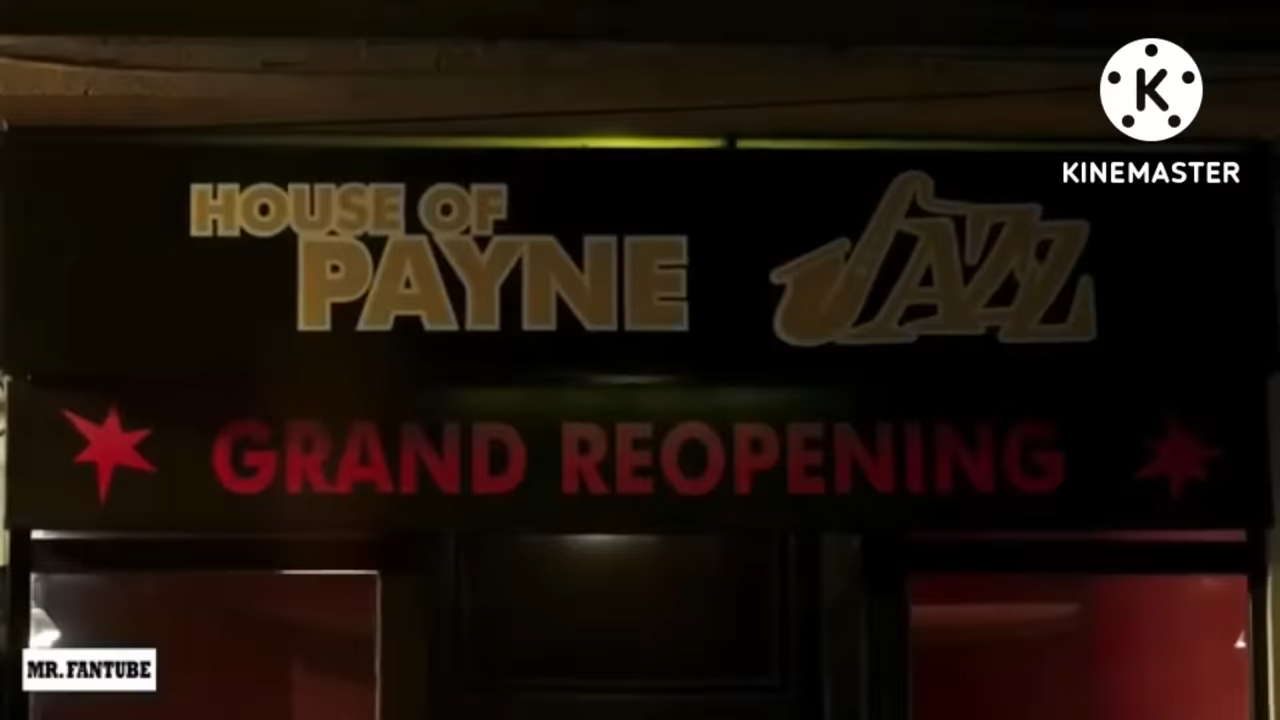 KINEMASTER
HOUSE OF
PAYNE
JAZZ
GRAND REOPENING
MR. FANTUBE